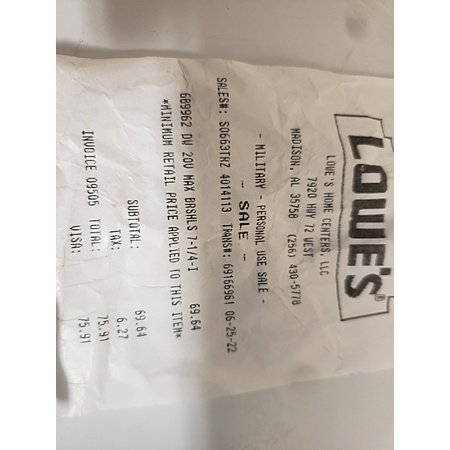 LOWE'S®
LOWE'S HOME CENTERS, LLC
7920 HWY 72 WEST
MADISON, AL 35758 (256) 430-5778
- MILITARY - PERSONAL USE SALE -
- SALE -
SALES#: S0663TRZ 4014113 TRANS#: 69166961 06-25-22
689962 DW 20V MAX BRSHLS 7-1/4-I 69.64
*MINIMUM RETAIL PRICE APPLIED TO THIS ITEM*
SUBTOTAL: 69.64
TAX: 6.27
INVOICE 09505 TOTAL: 75.91
VISA: 75.91